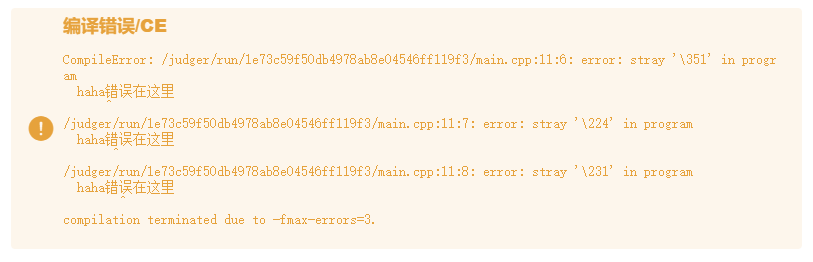 编译错误/CE
CompileError: /judger/run/1e73c59f50db4978ab8e04546ff119f3/main.cpp:11:6: error: stray '\351' in progr
am
haha错误在这里
^
/judger/run/1e73c59f50db4978ab8e04546ff119f3/main.cpp:11:7: error: stray '\224' in program
haha错误在这里
^
/judger/run/1e73c59f50db4978ab8e04546ff119f3/main.cpp:11:8: error: stray '\231' in program
haha错误在这里
^
compilation terminated due to -fmax-errors=3.